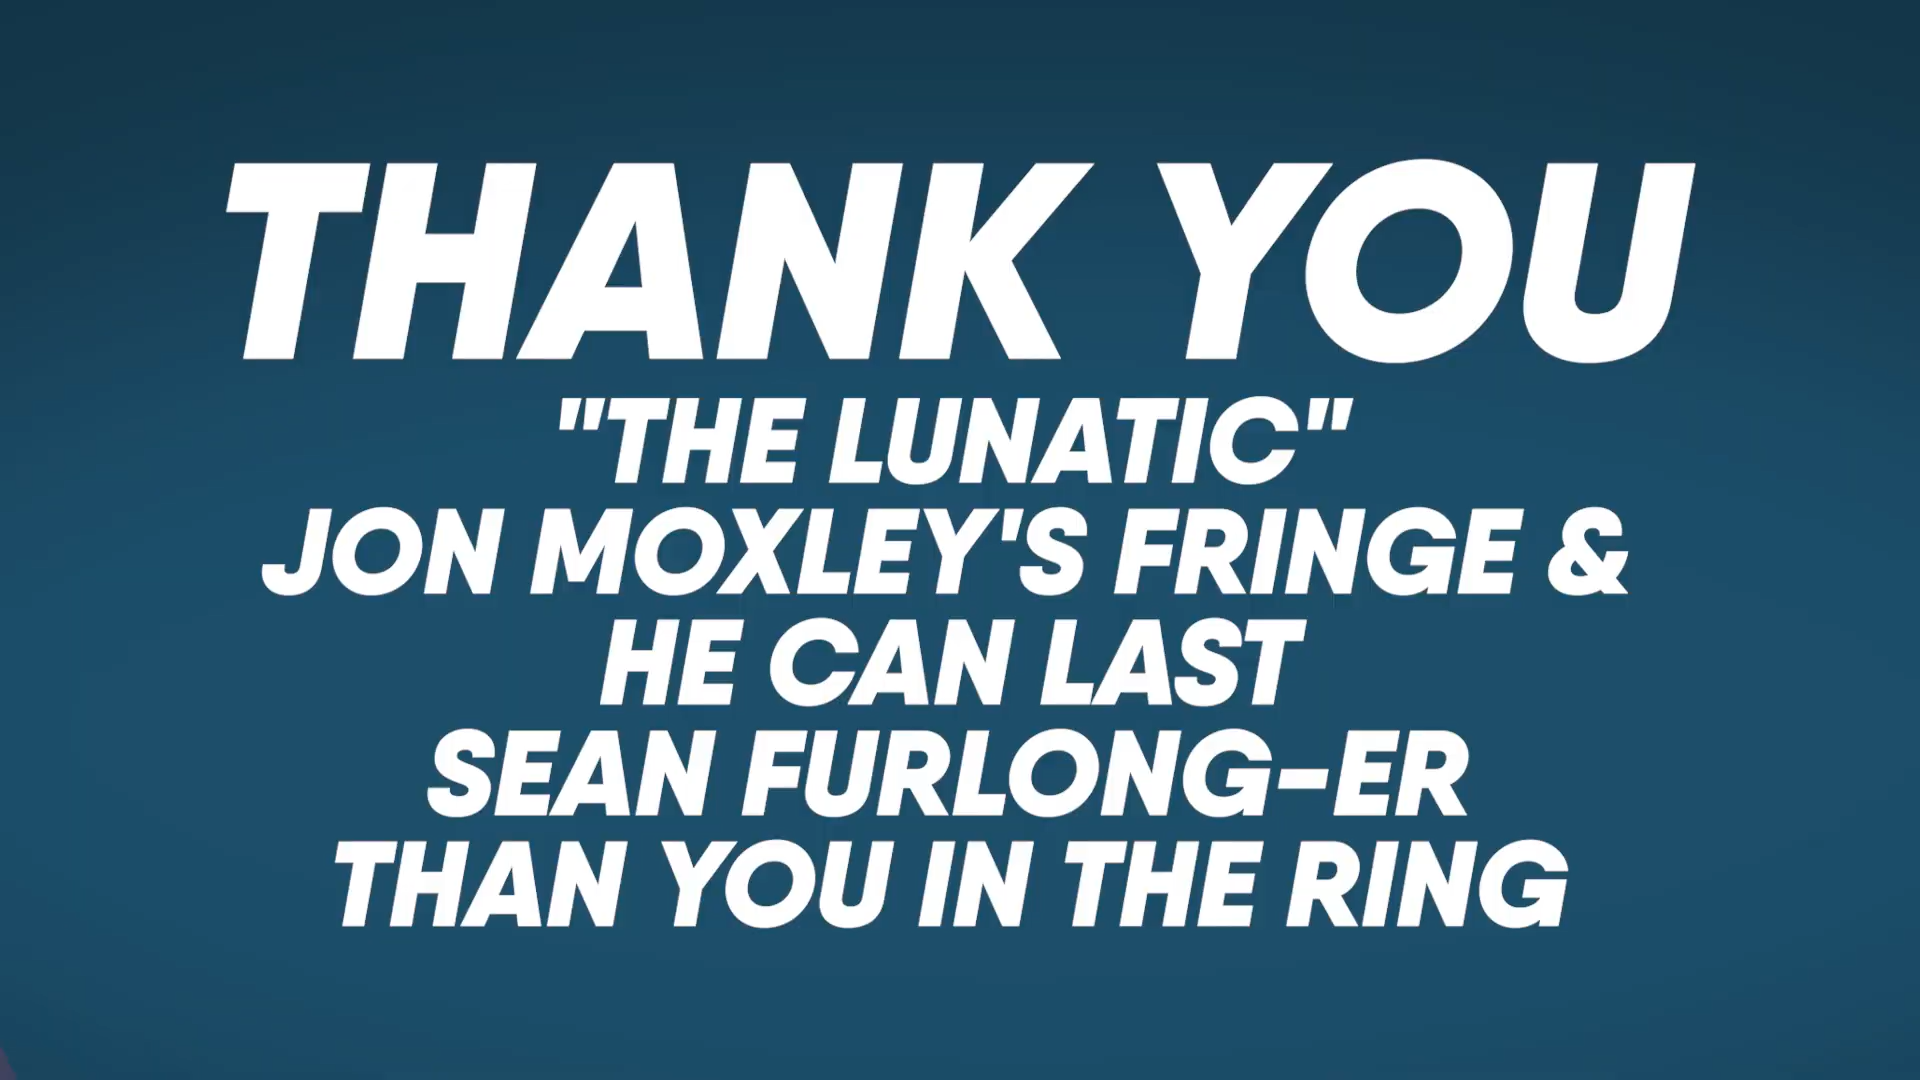 THANK YOU
"THE LUNATIC"
JON MOXLEY'S FRINGE &
HE CAN LAST
SEAN FURLONG-ER
THAN YOU IN THE RING